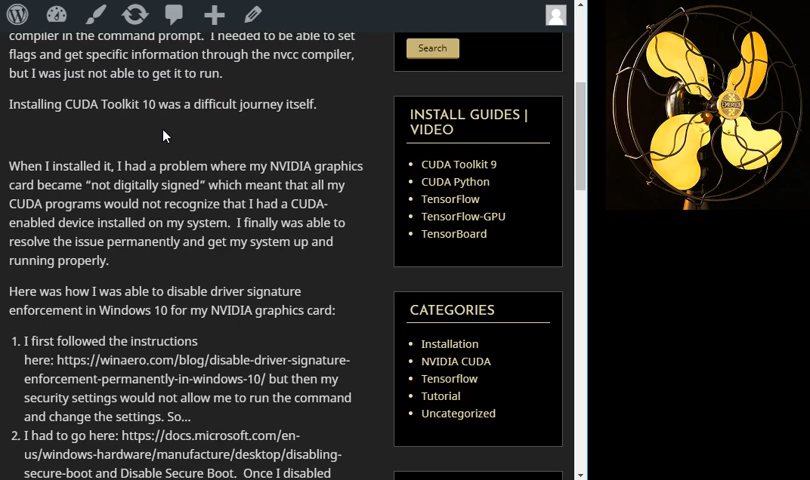 compiler in the command prompt.  I needed to be able to set
flags and get specific information through the nvcc compiler,
but I was just not able to get it to run.
Installing CUDA Toolkit 10 was a difficult journey itself.
When I installed it, I had a problem where my NVIDIA graphics
card became “not digitally signed” which meant that all my
CUDA programs would not recognize that I had a CUDA-
enabled device installed on my system.  I finally was able to
resolve the issue permanently and get my system up and
running properly.
Here was how I was able to disable driver signature
enforcement in Windows 10 for my NVIDIA graphics card:
1. I first followed the instructions
here: https://winaero.com/blog/disable-driver-signature-
enforcement-permanently-in-windows-10/ but then my
security settings would not allow me to run the command
and change the settings. So...
2. I had to go here: https://docs.microsoft.com/en-
us/windows-hardware/manufacture/desktop/disabling-
secure-boot and Disable Secure Boot.  Once I disabled
Search
INSTALL GUIDES |
VIDEO
• CUDA Toolkit 9
• CUDA Python
• TensorFlow
• TensorFlow-GPU
• TensorBoard
CATEGORIES
• Installation
• NVIDIA CUDA
• Tensorflow
• Tutorial
• Uncategorized
EMERSON